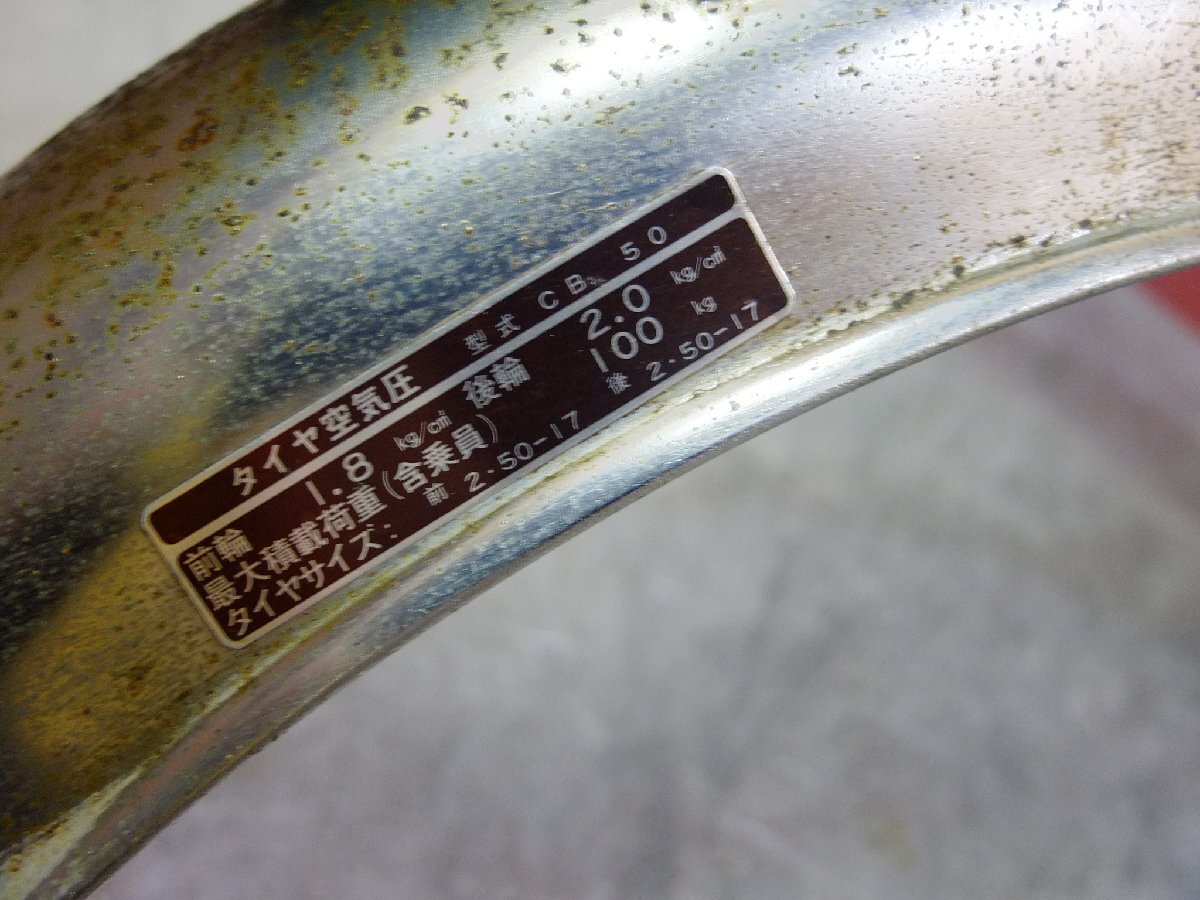 タイヤ空気圧 型式 CB 50
前輪 1.8 kg/c㎡ 後輪 2.0 kg/c㎡
最大積載荷重(含乗員) 100 kg
タイヤサイズ: 前 2・50-17 後 2・50-17